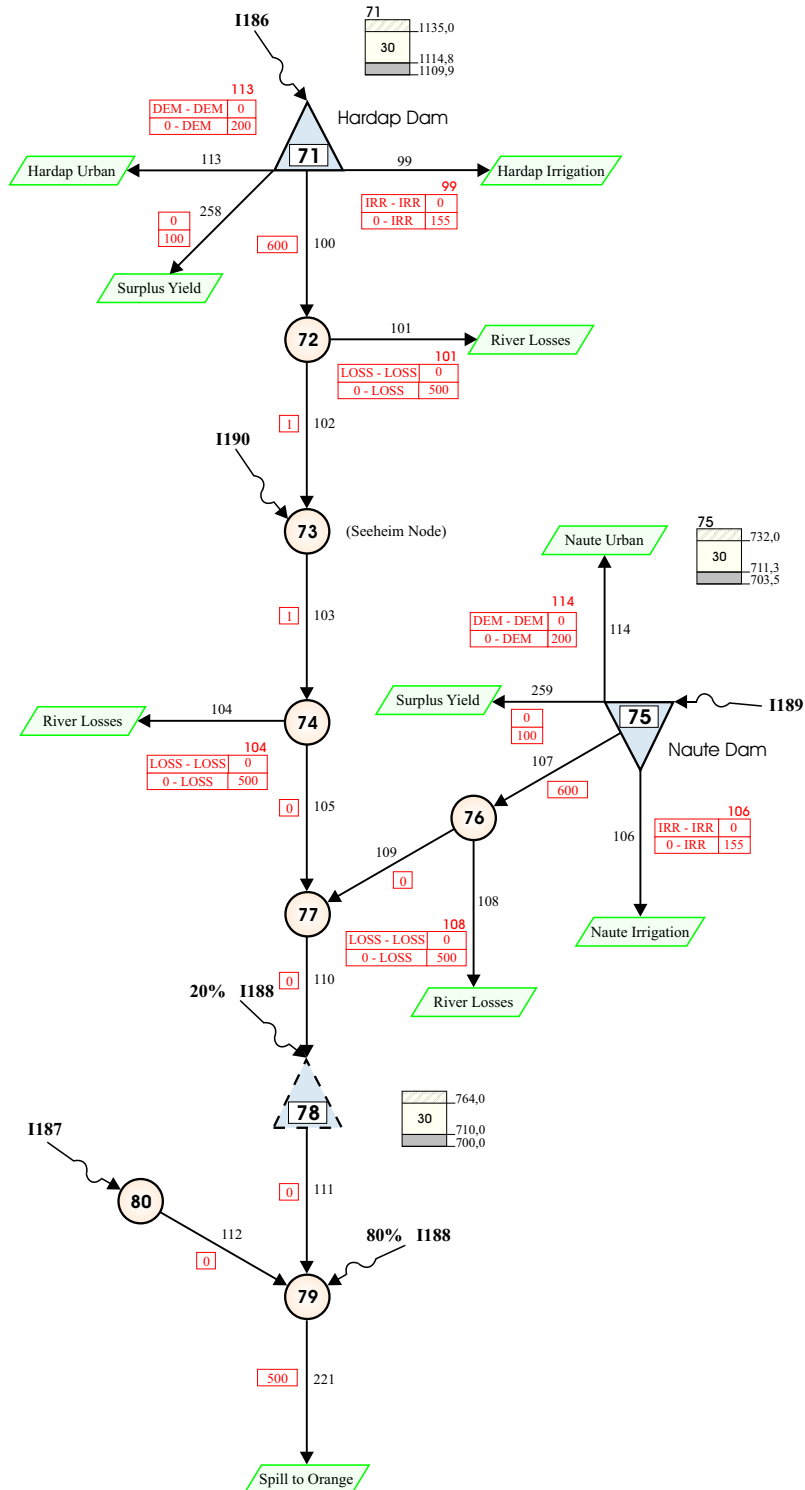 I186
71
1135,0
30
1114,8
1109,9
113
DEM - DEM 0
0 - DEM 200
Hardap Dam
Hardap Urban
113
71
99
Hardap Irrigation
99
IRR - IRR 0
0 - IRR 155
258
0
100
600
100
Surplus Yield
72
101
River Losses
101
LOSS - LOSS 0
0 - LOSS 500
1
102
I190
73
(Seeheim Node)
75
732,0
30
711,3
703,5
Naute Urban
1
103
114
DEM - DEM 0
0 - DEM 200
114
River Losses
104
74
Surplus Yield
259
0
100
75
I189
Naute Dam
104
LOSS - LOSS 0
0 - LOSS 500
0
105
107
600
76
106
106
IRR - IRR 0
0 - IRR 155
109
0
77
108
108
LOSS - LOSS 0
0 - LOSS 500
Naute Irrigation
0
110
20% I188
River Losses
78
764,0
30
710,0
700,0
I187
80
0
111
112
0
80% I188
79
500
221
Spill to Orange